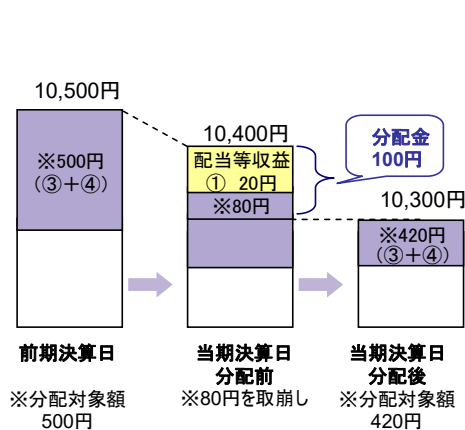 10,500円
※500円
（③＋④）
10,400円
配当等収益
① 20円
※80円
分配金
100円
10,300円
※420円
（③＋④）
前期決算日
※分配対象額
500円
当期決算日
分配前
※80円を取崩し
当期決算日
分配後
※分配対象額
420円